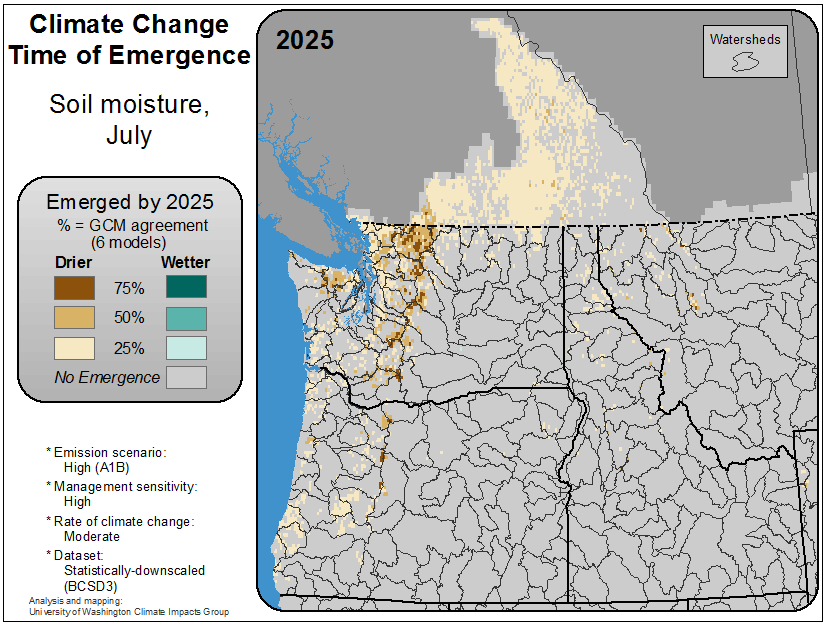 Climate Change
Time of Emergence
Soil moisture,
July
Emerged by 2025
% = GCM agreement
(6 models)
Drier Wetter
75%
50%
25%
No Emergence
* Emission scenario:
High (A1B)
* Management sensitivity:
High
* Rate of climate change:
Moderate
* Dataset:
Statistically-downscaled
(BCSD3)
Analysis and mapping:
University of Washington Climate Impacts Group
2025
Watersheds